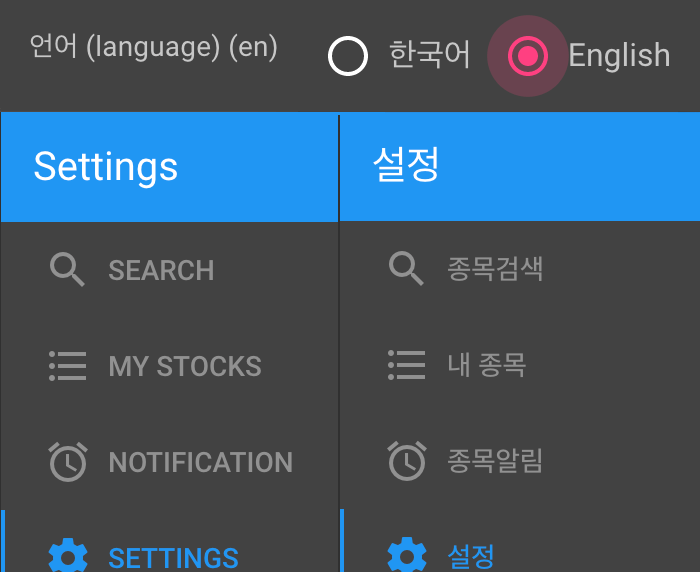 언어 (language) (en) 한국어 English
Settings
SEARCH
MY STOCKS
NOTIFICATION
SETTINGS
설정
종목검색
내 종목
종목알림
설정